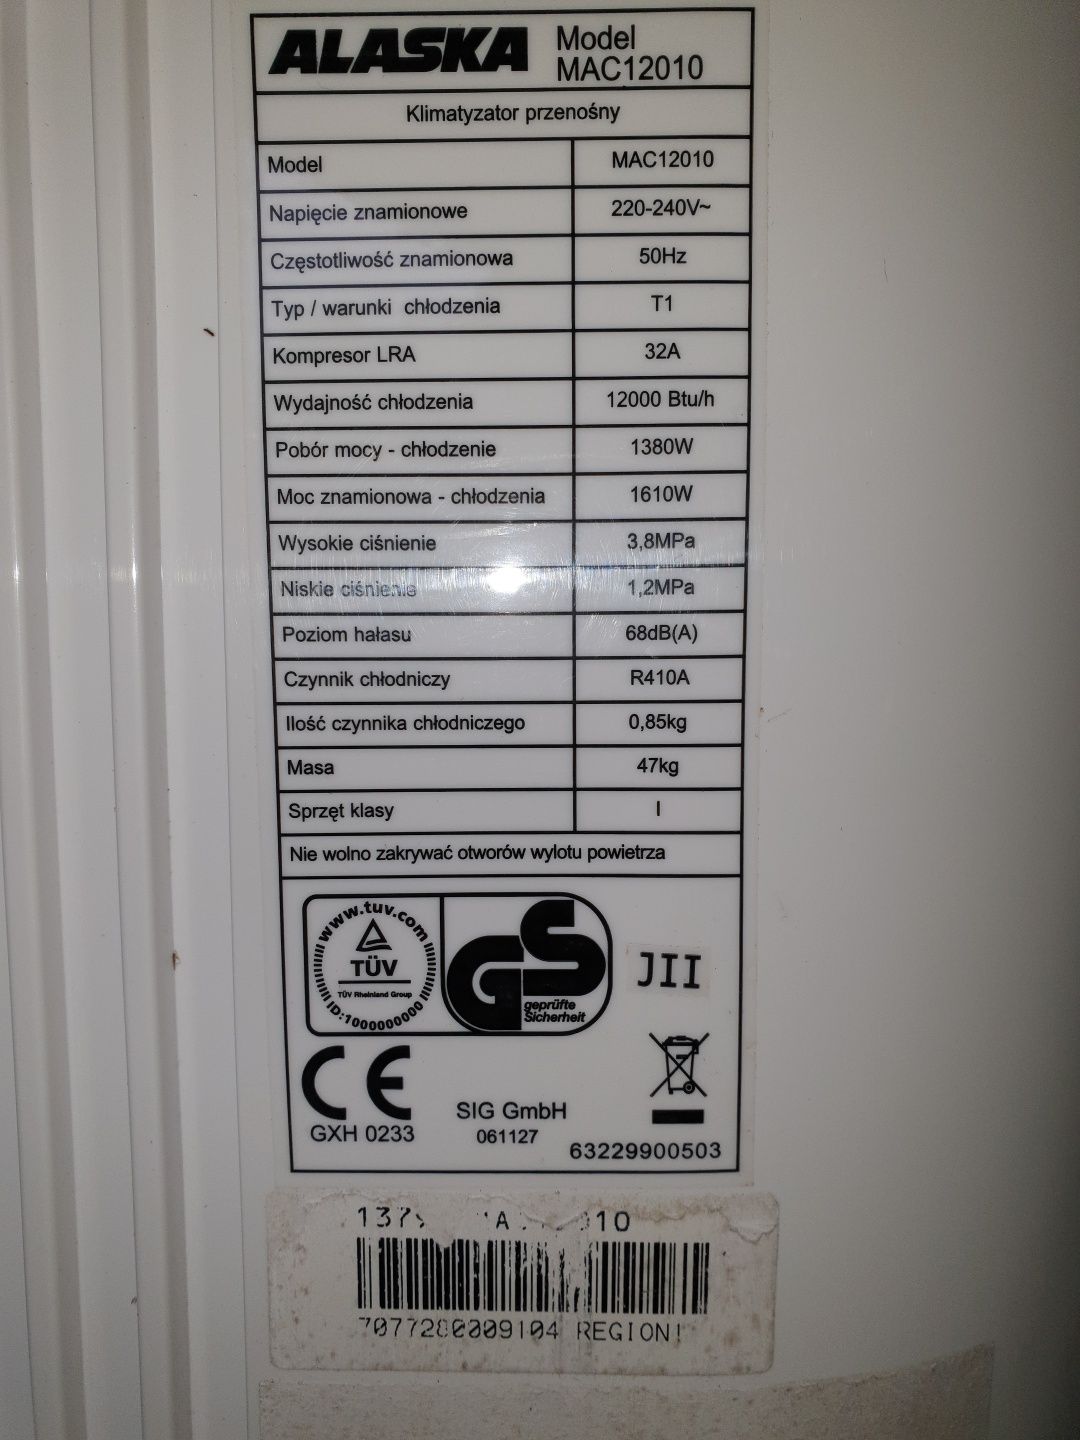 ALASKA Model
MAC12010
Klimatyzator przenośny
Model MAC12010
Napięcie znamionowe 220-240V~
Częstotliwość znamionowa 50Hz
Typ / warunki chłodzenia T1
Kompresor LRA 32A
Wydajność chłodzenia 12000 Btu/h
Pobór mocy - chłodzenie 1380W
Moc znamionowa - chłodzenia 1610W
Wysokie ciśnienie 3,8MPa
Niskie ciśnienie 1,2MPa
Poziom hałasu 68dB(A)
Czynnik chłodniczy R410A
Ilość czynnika chłodniczego 0,85kg
Masa 47kg
Sprzęt klasy I
Nie wolno zakrywać otworów wylotu powietrza
www.tuv.com
TÜV
TÜV Rheinland Group
ID:1000000000
GS
geprüfte
Sicherheit
JII
CE
GXH 0233
SIG GmbH
061127
63229900503
7077280009104 REGION!